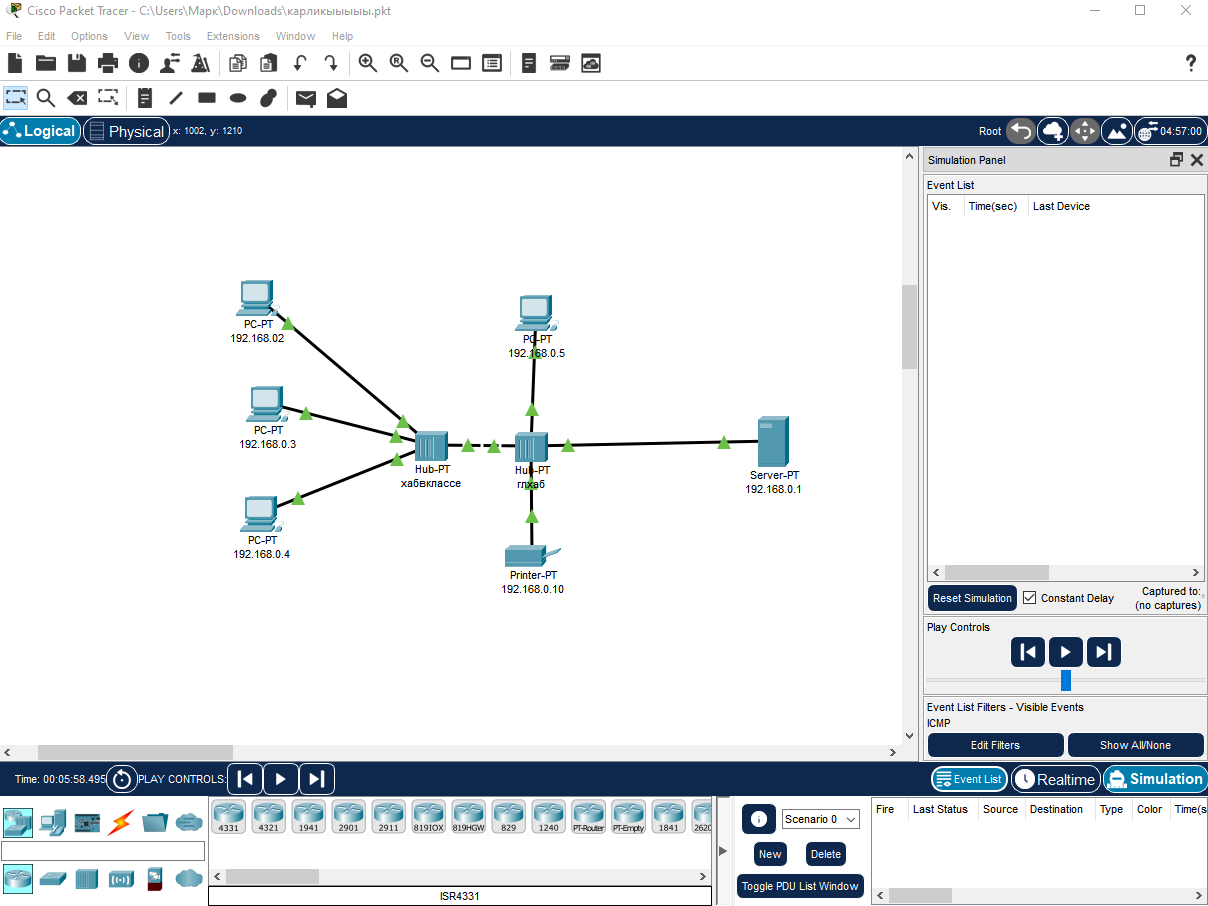 Cisco Packet Tracer - C:\Users\Марк\Downloads\карликыыыыы.pkt
File Edit Options View Tools Extensions Window Help
Logical Physical x: 1002, y: 1210 Root 04:57:00
Simulation Panel
Event List
Vis. Time(sec) Last Device
PC-PT
192.168.02
PC-PT
192.168.0.5
PC-PT
192.168.0.3
Hub-PT
хабвклассе
Hub-PT
глхаб
Server-PT
192.168.0.1
PC-PT
192.168.0.4
Printer-PT
192.168.0.10
Reset Simulation Constant Delay Captured to:
(no captures)
Play Controls
Event List Filters - Visible Events
ICMP
Edit Filters Show All/None
Time: 00:05:58.495 PLAY CONTROLS: Event List Realtime Simulation
4331 4321 1941 2901 2911 819IOX 819HGW 829 1240 PT-Router PT-Empty 1841 2620
Scenario 0
New Delete
Toggle PDU List Window
Fire Last Status Source Destination Type Color Time(s
ISR4331